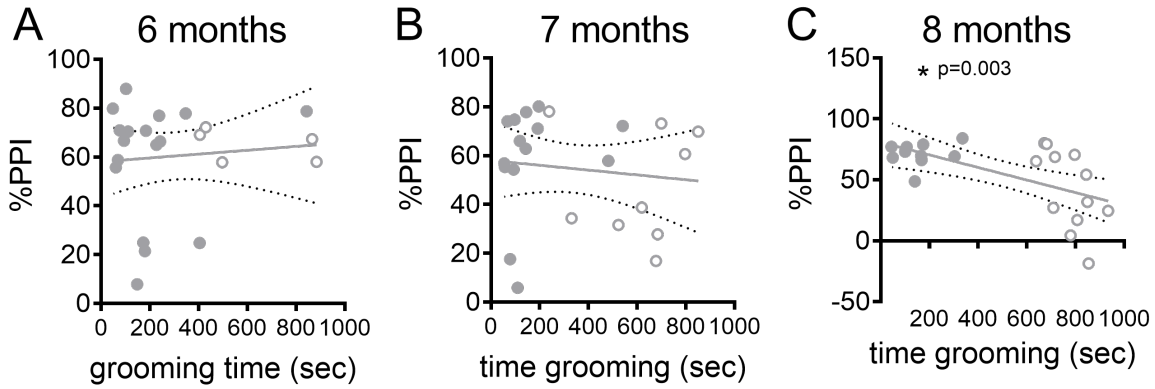 A
6 months
%PPI
100
80
60
40
20
0
0 200 400 600 800 1000
grooming time (sec)
B
7 months
%PPI
100
80
60
40
20
0
0 200 400 600 800 1000
time grooming (sec)
C
8 months
* p=0.003
%PPI
150
100
50
0
-50
200 400 600 800 1000
time grooming (sec)